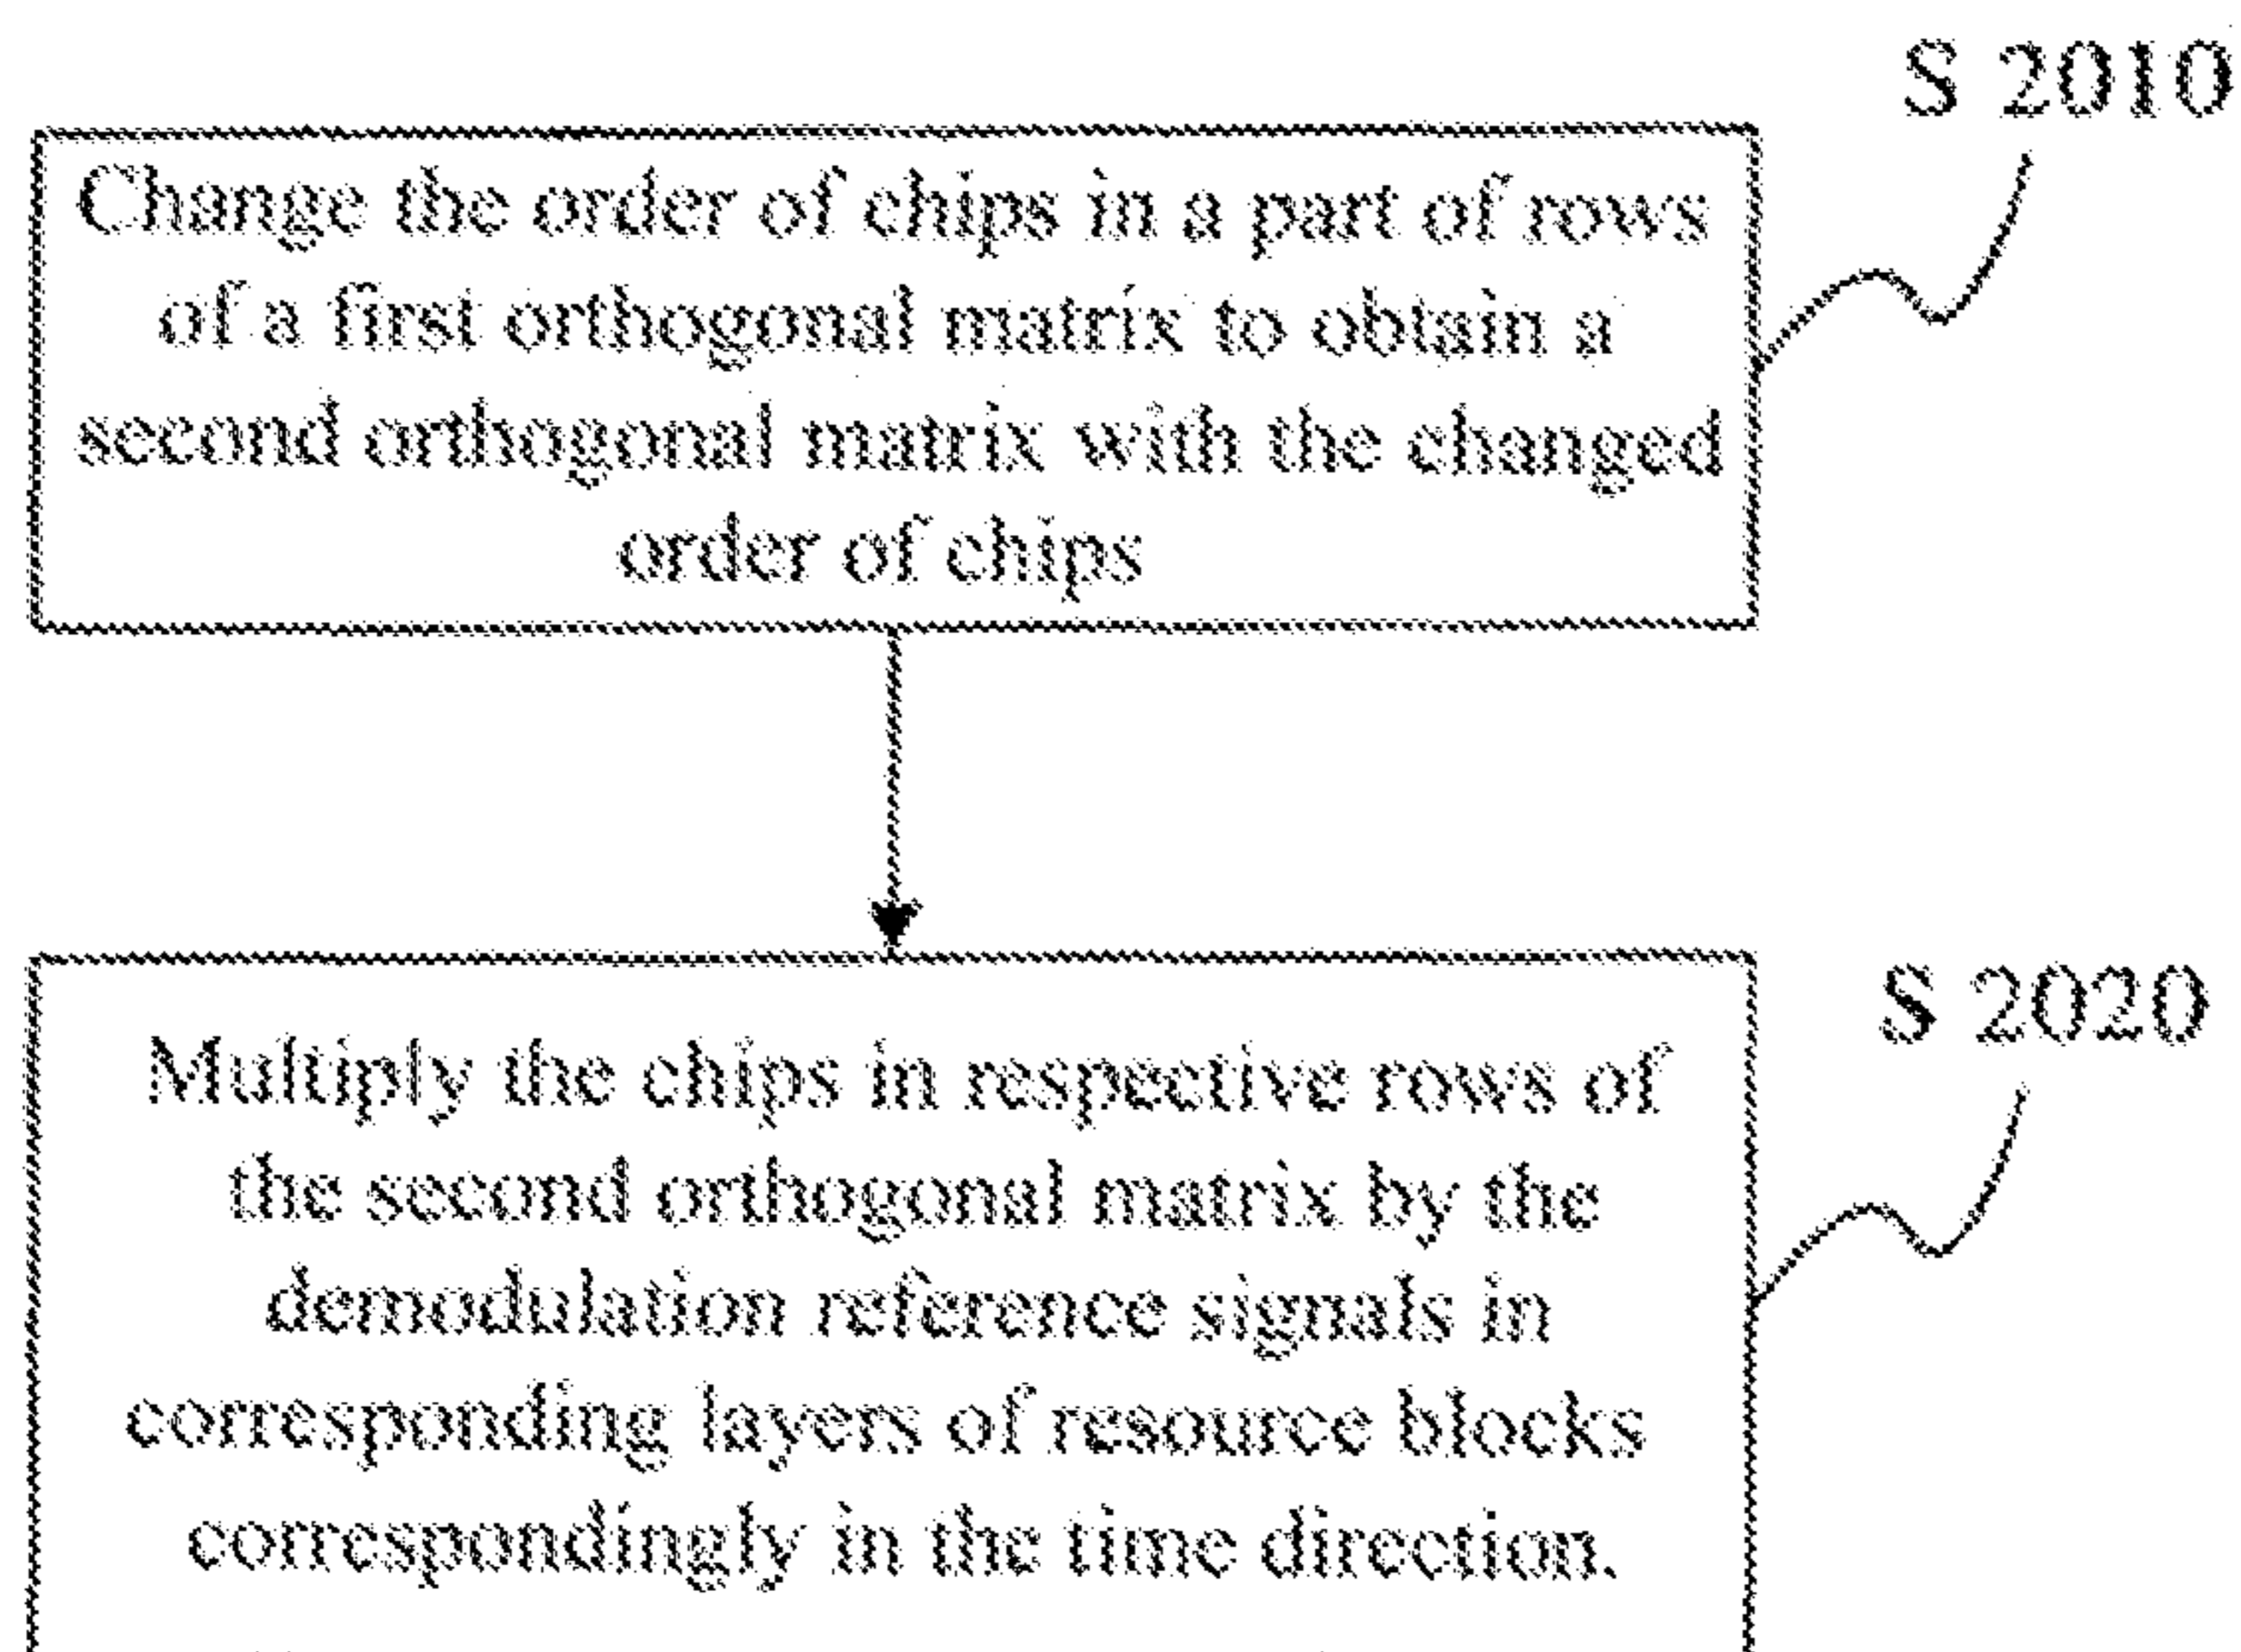 S 2010
Change the order of chips in a part of rows
of a first orthogonal matrix to obtain a
second orthogonal matrix with the changed
order of chips
S 2020
Multiply the chips in respective rows of
the second orthogonal matrix by the
demodulation reference signals in
corresponding layers of resource blocks
correspondingly in the time direction.